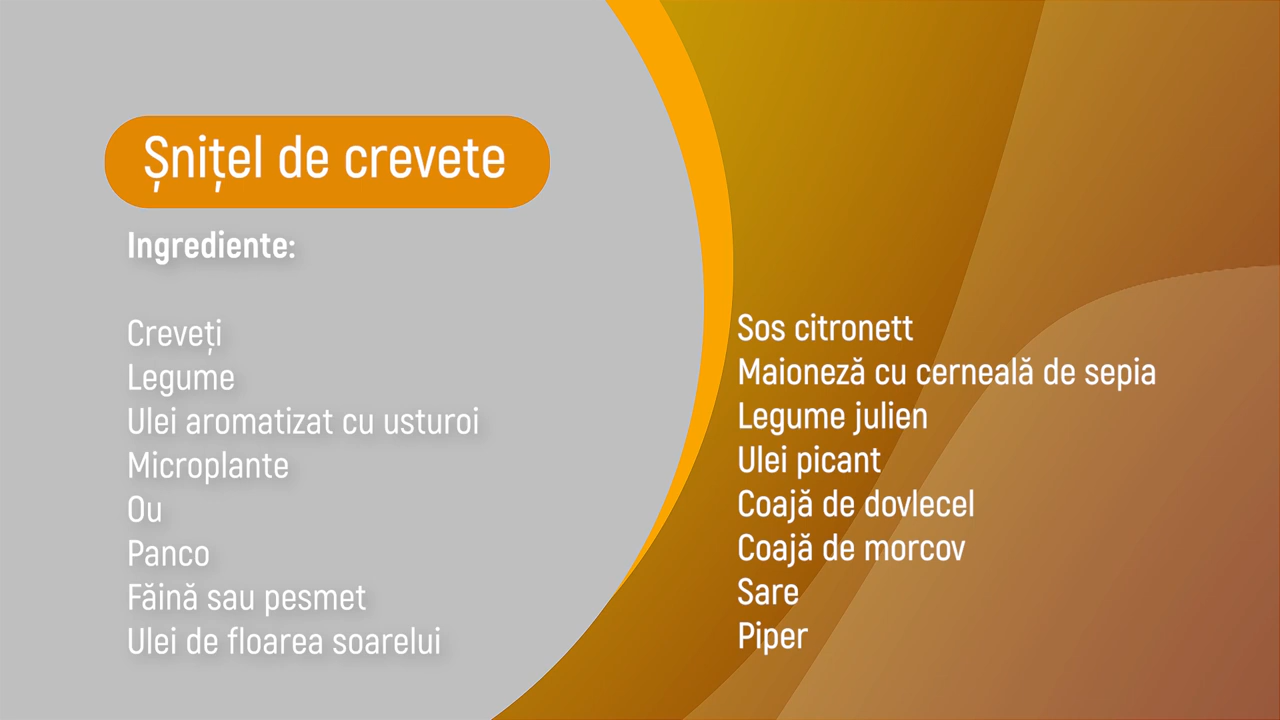 Șnițel de crevete
Ingrediente:
Creveți
Legume
Ulei aromatizat cu usturoi
Microplante
Ou
Panco
Făină sau pesmet
Ulei de floarea soarelui
Sos citronett
Maioneză cu cerneală de sepia
Legume julien
Ulei picant
Coajă de dovlecel
Coajă de morcov
Sare
Piper